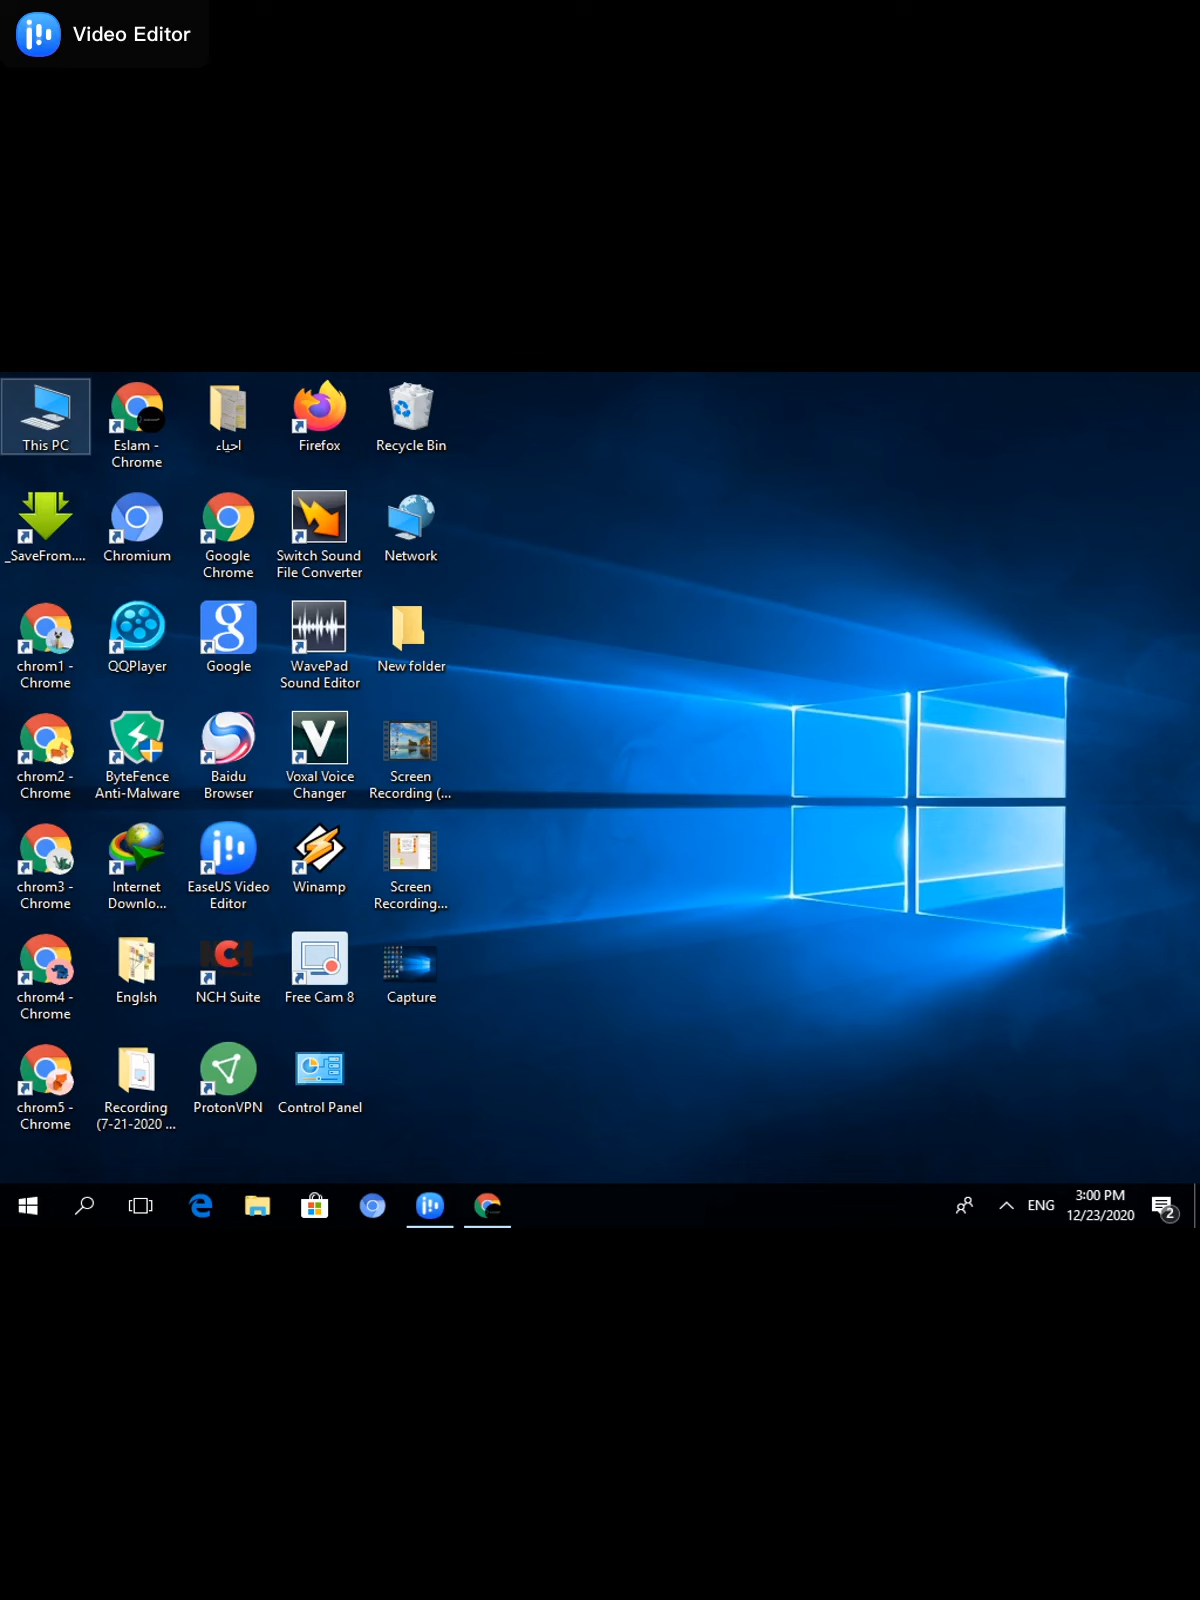 Video Editor
This PC
Eslam -
Chrome
احياء
Firefox
Recycle Bin
_SaveFrom....
Chromium
Google
Chrome
Switch Sound
File Converter
Network
chrom1 -
Chrome
QQPlayer
Google
WavePad
Sound Editor
New folder
chrom2 -
Chrome
ByteFence
Anti-Malware
Baidu
Browser
Voxal Voice
Changer
Screen
Recording (...
chrom3 -
Chrome
Internet
Downlo...
EaseUS Video
Editor
Winamp
Screen
Recording...
chrom4 -
Chrome
Englsh
NCH
NCH Suite
Free Cam 8
Capture
chrom5 -
Chrome
Recording
(7-21-2020 ...
ProtonVPN
Control Panel
ENG
3:00 PM
12/23/2020
2